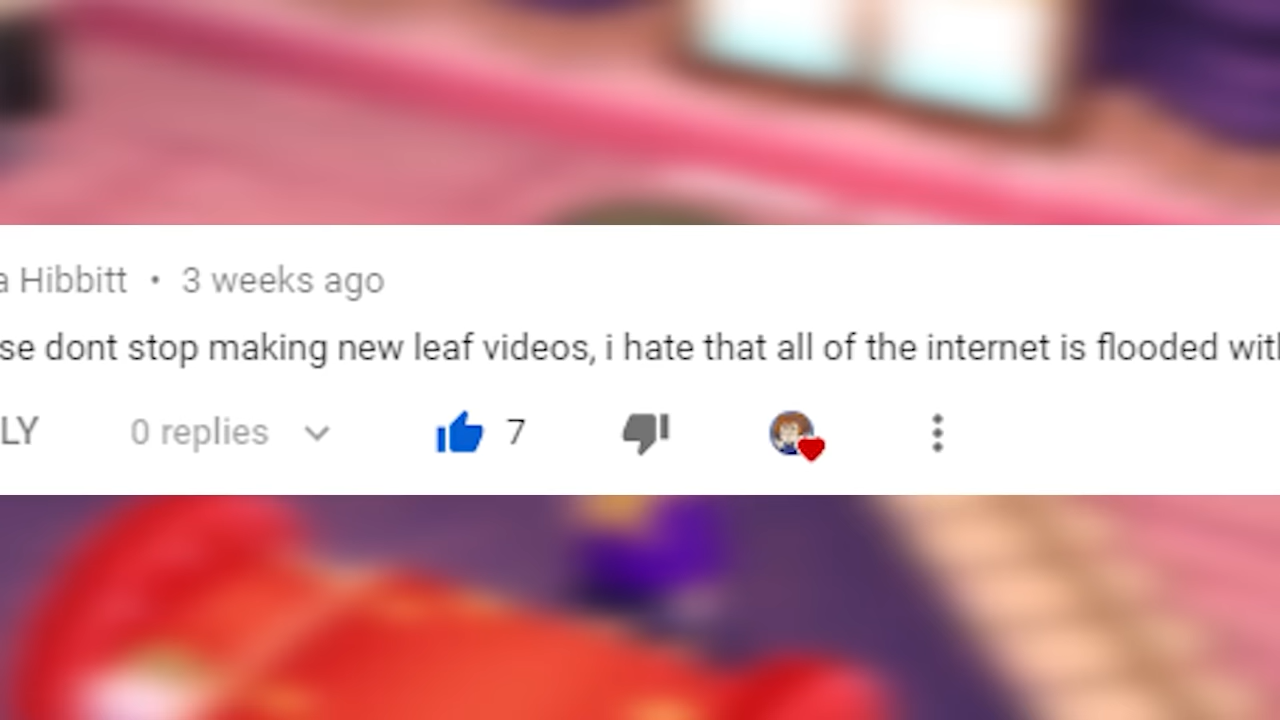 a Hibbitt • 3 weeks ago
se dont stop making new leaf videos, i hate that all of the internet is flooded with
LY 0 replies 7